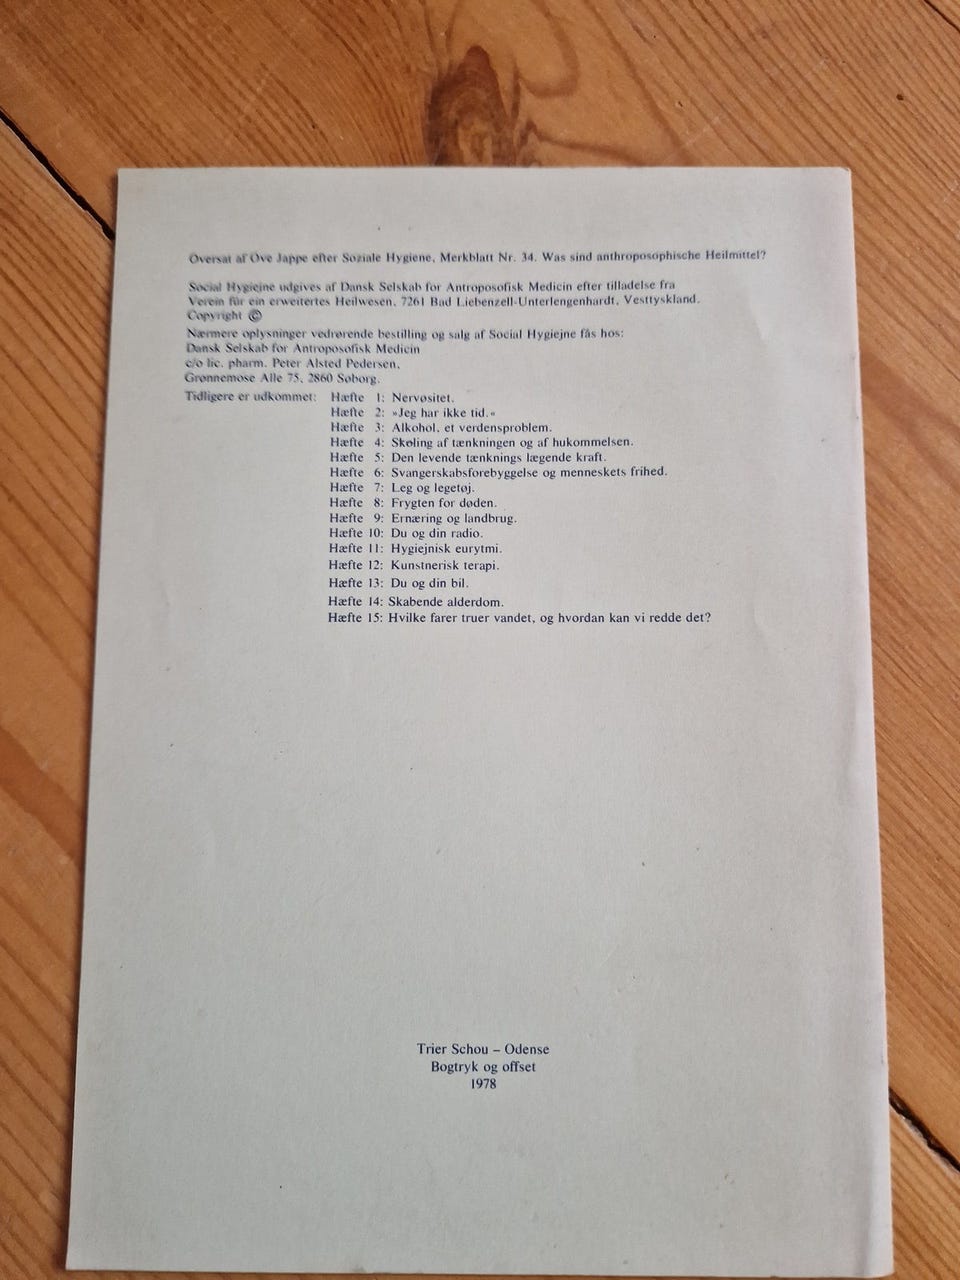 Oversat af Ove Jappe efter Soziale Hygiene, Merkblatt Nr. 34. Was sind anthroposophische Heilmittel?
Social Hygiejne udgives af Dansk Selskab for Antroposofisk Medicin efter tilladelse fra
Verein für ein erweitertes Heilwesen, 7261 Bad Liebenzell-Unterlengenhardt, Vesttyskland.
Copyright ©
Nærmere oplysninger vedrørende bestilling og salg af Social Hygiejne fås hos:
Dansk Selskab for Antroposofisk Medicin
c/o lic. pharm. Peter Alsted Pedersen,
Grønnemose Alle 75, 2860 Søborg.
Tidligere er udkommet: Hæfte 1: Nervøsitet.
Hæfte 2: »Jeg har ikke tid.«
Hæfte 3: Alkohol, et verdensproblem.
Hæfte 4: Skoling af tænkningen og af hukommelsen.
Hæfte 5: Den levende tænknings lægende kraft.
Hæfte 6: Svangerskabsforebyggelse og menneskets frihed.
Hæfte 7: Leg og legetøj.
Hæfte 8: Frygten for døden.
Hæfte 9: Ernæring og landbrug.
Hæfte 10: Du og din radio.
Hæfte 11: Hygiejnisk eurytmi.
Hæfte 12: Kunstnerisk terapi.
Hæfte 13: Du og din bil.
Hæfte 14: Skabende alderdom.
Hæfte 15: Hvilke farer truer vandet, og hvordan kan vi redde det?
Trier Schou – Odense
Bogtryk og offset
1978